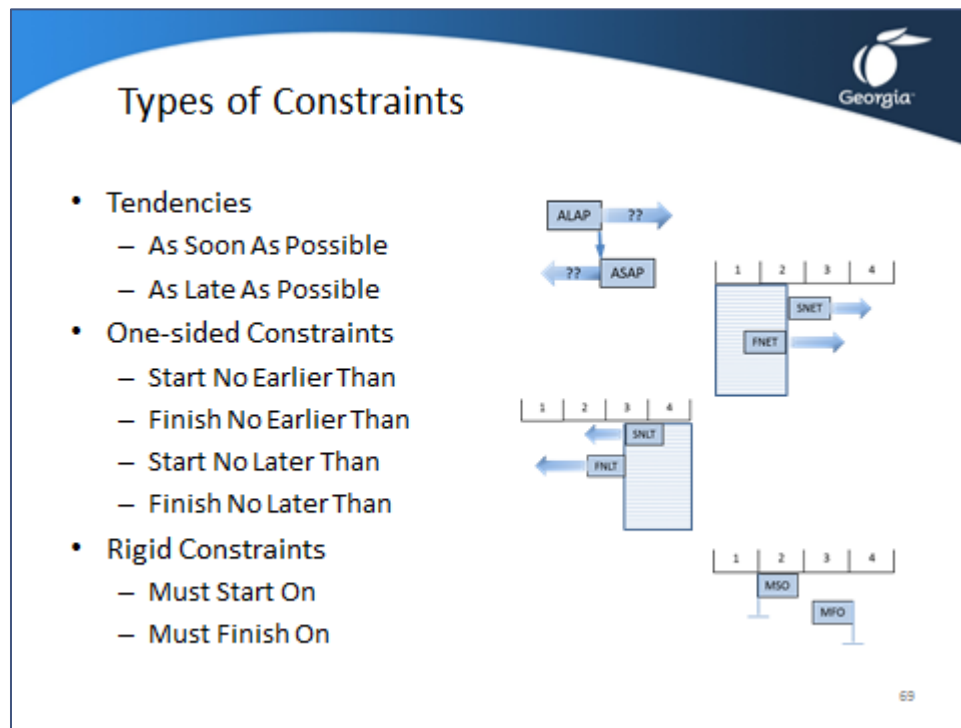 Georgia
Types of Constraints
• Tendencies
– As Soon As Possible
– As Late As Possible
• One-sided Constraints
– Start No Earlier Than
– Finish No Earlier Than
– Start No Later Than
– Finish No Later Than
• Rigid Constraints
– Must Start On
– Must Finish On
ALAP ??
?? ASAP
1 2 3 4
SNET
FNET
1 2 3 4
SNLT
FNLT
1 2 3 4
MSO
MFO
69